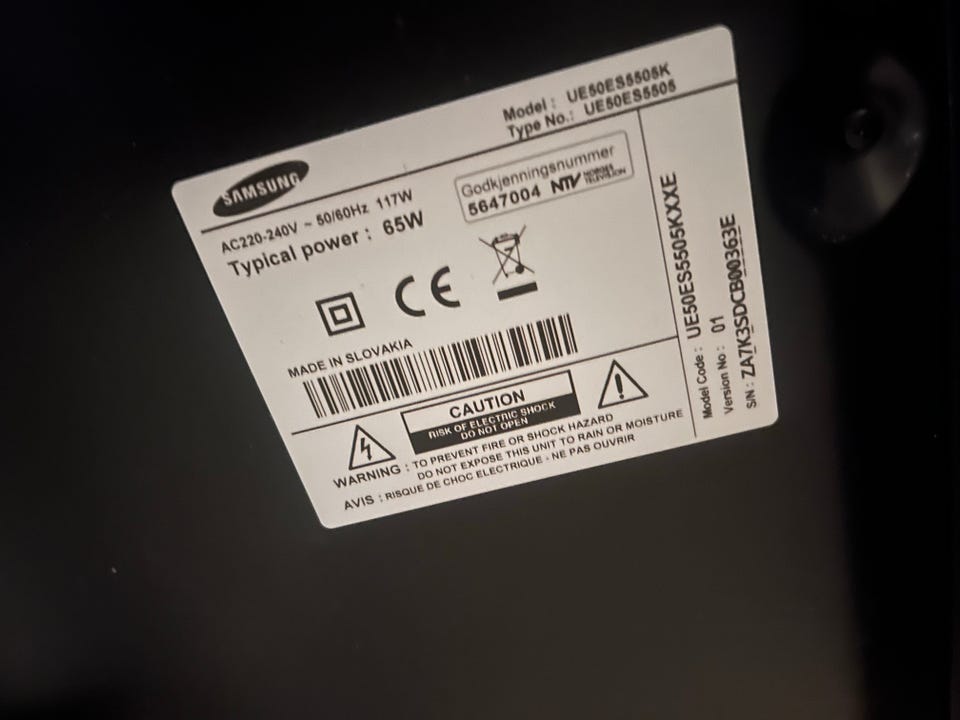 SAMSUNG
Model : UE50ES5505K
Type No.: UE50ES5505
AC220-240V ~ 50/60Hz 117W
Typical power : 65W
Godkjenningsnummer
5647004 NTV NORGES TELEVISJON
CE
MADE IN SLOVAKIA
CAUTION
RISK OF ELECTRIC SHOCK
DO NOT OPEN
WARNING : TO PREVENT FIRE OR SHOCK HAZARD
DO NOT EXPOSE THIS UNIT TO RAIN OR MOISTURE
AVIS : RISQUE DE CHOC ELECTRIQUE - NE PAS OUVRIR
Model Code : UE50ES5505KXXE
Version No : 01
S/N : ZA7K3SDCB00363E